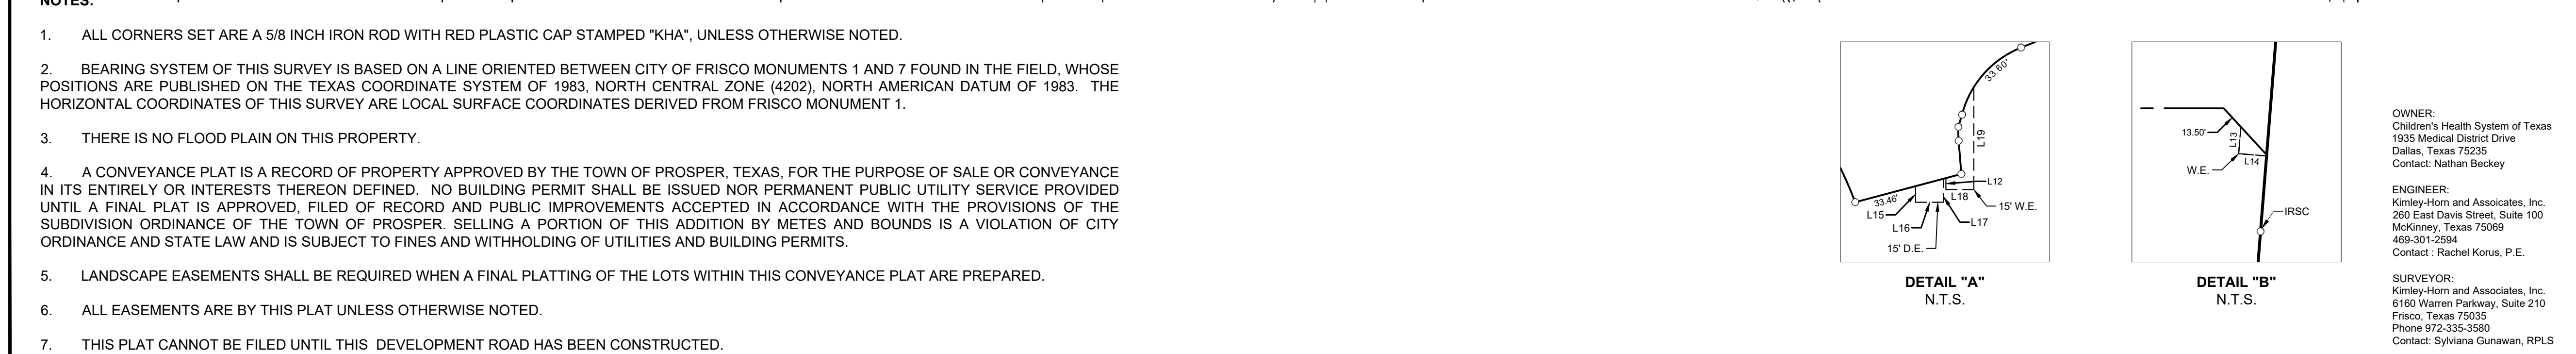 NOTES:
1. ALL CORNERS SET ARE A 5/8 INCH IRON ROD WITH RED PLASTIC CAP STAMPED "KHA", UNLESS OTHERWISE NOTED.
2. BEARING SYSTEM OF THIS SURVEY IS BASED ON A LINE ORIENTED BETWEEN CITY OF FRISCO MONUMENTS 1 AND 7 FOUND IN THE FIELD, WHOSE
POSITIONS ARE PUBLISHED ON THE TEXAS COORDINATE SYSTEM OF 1983, NORTH CENTRAL ZONE (4202), NORTH AMERICAN DATUM OF 1983. THE
HORIZONTAL COORDINATES OF THIS SURVEY ARE LOCAL SURFACE COORDINATES DERIVED FROM FRISCO MONUMENT 1.
3. THERE IS NO FLOOD PLAIN ON THIS PROPERTY.
4. A CONVEYANCE PLAT IS A RECORD OF PROPERTY APPROVED BY THE TOWN OF PROSPER, TEXAS, FOR THE PURPOSE OF SALE OR CONVEYANCE
IN ITS ENTIRELY OR INTERESTS THEREON DEFINED. NO BUILDING PERMIT SHALL BE ISSUED NOR PERMANENT PUBLIC UTILITY SERVICE PROVIDED
UNTIL A FINAL PLAT IS APPROVED, FILED OF RECORD AND PUBLIC IMPROVEMENTS ACCEPTED IN ACCORDANCE WITH THE PROVISIONS OF THE
SUBDIVISION ORDINANCE OF THE TOWN OF PROSPER. SELLING A PORTION OF THIS ADDITION BY METES AND BOUNDS IS A VIOLATION OF CITY
ORDINANCE AND STATE LAW AND IS SUBJECT TO FINES AND WITHHOLDING OF UTILITIES AND BUILDING PERMITS.
5. LANDSCAPE EASEMENTS SHALL BE REQUIRED WHEN A FINAL PLATTING OF THE LOTS WITHIN THIS CONVEYANCE PLAT ARE PREPARED.
6. ALL EASEMENTS ARE BY THIS PLAT UNLESS OTHERWISE NOTED.
7. THIS PLAT CANNOT BE FILED UNTIL THIS DEVELOPMENT ROAD HAS BEEN CONSTRUCTED.
33.60'
L19
L12
33.46'
L18
15' W.E.
L15
L17
L16
15' D.E.
DETAIL "A"
N.T.S.
13.50'
L13
L14
W.E.
IRSC
DETAIL "B"
N.T.S.
OWNER:
Children's Health System of Texas
1935 Medical District Drive
Dallas, Texas 75235
Contact: Nathan Beckey
ENGINEER:
Kimley-Horn and Assoicates, Inc.
260 East Davis Street, Suite 100
McKinney, Texas 75069
469-301-2594
Contact : Rachel Korus, P.E.
SURVEYOR:
Kimley-Horn and Associates, Inc.
6160 Warren Parkway, Suite 210
Frisco, Texas 75035
Phone 972-335-3580
Contact: Sylviana Gunawan, RPLS